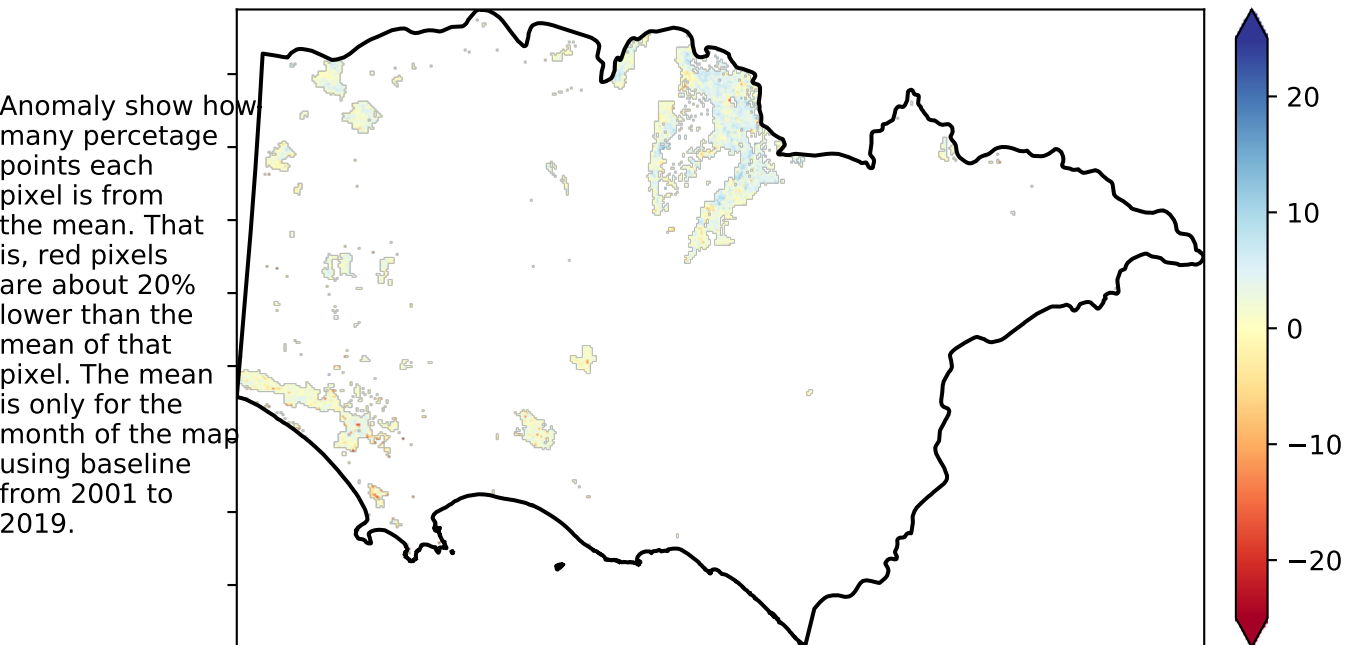 Anomaly show how
many percetage
points each
pixel is from
the mean. That
is, red pixels
are about 20%
lower than the
mean of that
pixel. The mean
is only for the
month of the map
using baseline
from 2001 to
2019.
20
10
0
−10
−20